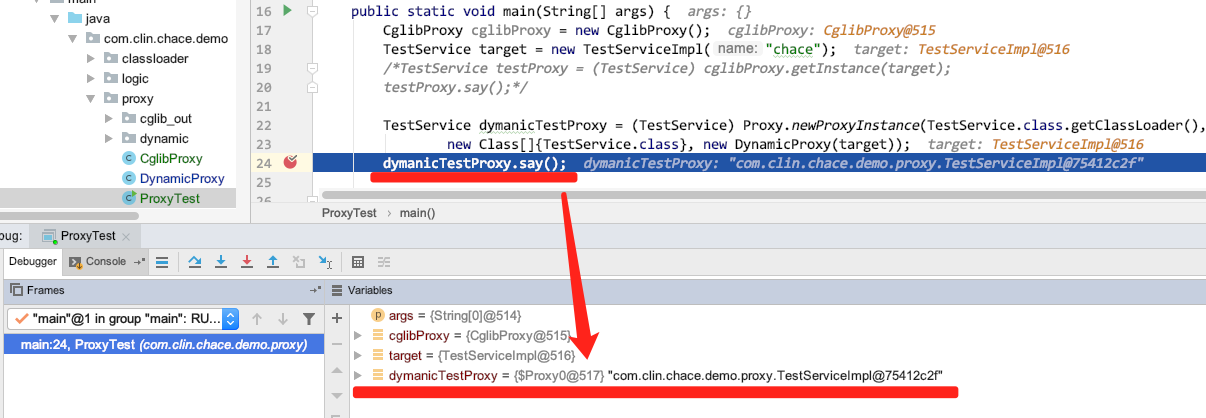 main
java
com.clin.chace.demo
classloader
logic
proxy
cglib_out
dynamic
CglibProxy
DynamicProxy
ProxyTest
16 public static void main(String[] args) { args: {}
17 CglibProxy cglibProxy = new CglibProxy(); cglibProxy: CglibProxy@515
18 TestService target = new TestServiceImpl( name: "chace"); target: TestServiceImpl@516
19 /*TestService testProxy = (TestService) cglibProxy.getInstance(target);
20 testProxy.say();*/
21
22 TestService dymanicTestProxy = (TestService) Proxy.newProxyInstance(TestService.class.getClassLoader(),
23 new Class[]{TestService.class}, new DynamicProxy(target)); target: TestServiceImpl@516
24 dymanicTestProxy.say(); dymanicTestProxy: "com.clin.chace.demo.proxy.TestServiceImpl@75412c2f"
25
26
ProxyTest › main()
bug: ProxyTest
Debugger Console
Frames
Variables
"main"@1 in group "main": RU...
main:24, ProxyTest (com.clin.chace.demo.proxy)
args = {String[0]@514}
cglibProxy = {CglibProxy@515}
target = {TestServiceImpl@516}
dymanicTestProxy = {$Proxy0@517} "com.clin.chace.demo.proxy.TestServiceImpl@75412c2f"